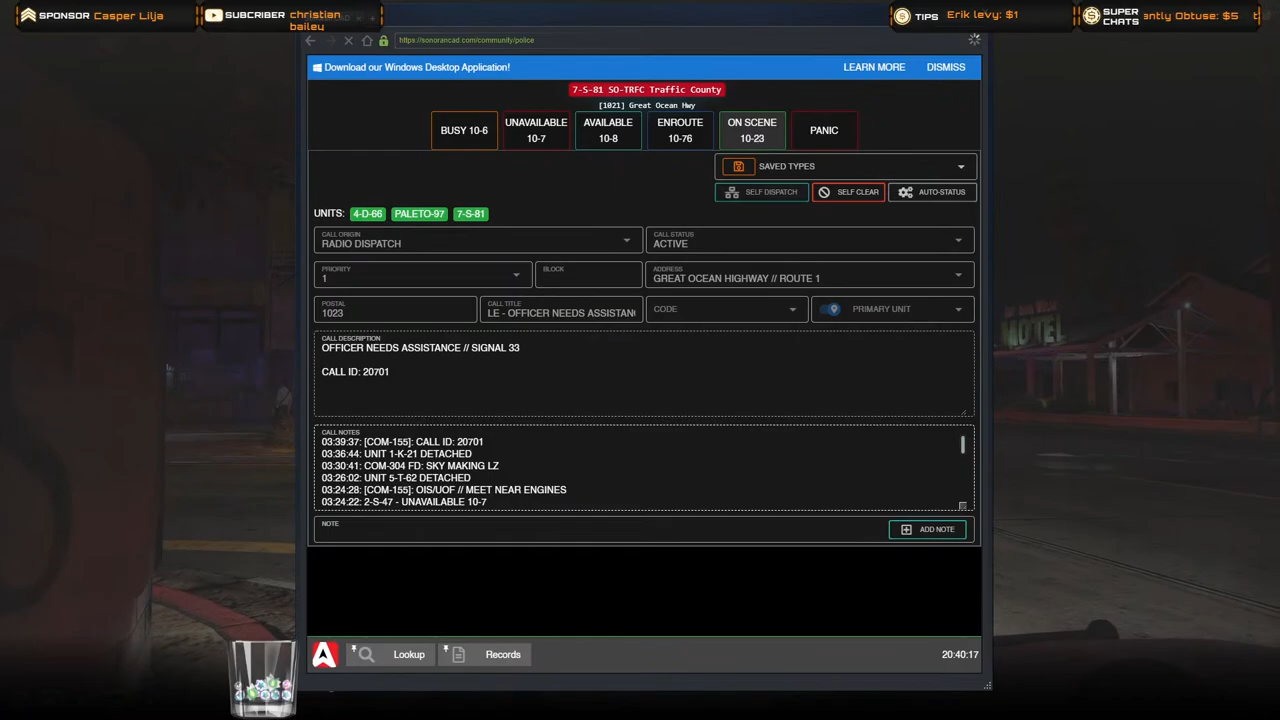 SPONSOR Casper Lilja
SUBCRIBER christian bailey
TIPS Erik levy: $1
SUPER CHATS antly Obtuse: $5 t
https://sonorancad.com/community/police
Download our Windows Desktop Application!
LEARN MORE
DISMISS
7-S-81 SO-TRFC Traffic County
[1021] Great Ocean Hwy
BUSY 10-6
UNAVAILABLE 10-7
AVAILABLE 10-8
ENROUTE 10-76
ON SCENE 10-23
PANIC
SAVED TYPES
SELF DISPATCH
SELF CLEAR
AUTO-STATUS
UNITS: 4-D-66 PALETO-97 7-S-81
CALL ORIGIN
RADIO DISPATCH
CALL STATUS
ACTIVE
PRIORITY
1
BLOCK
ADDRESS
GREAT OCEAN HIGHWAY // ROUTE 1
POSTAL
1023
CALL TITLE
LE - OFFICER NEEDS ASSISTAN
CODE
PRIMARY UNIT
CALL DESCRIPTION
OFFICER NEEDS ASSISTANCE // SIGNAL 33
CALL ID: 20701
CALL NOTES
03:39:37: [COM-155]: CALL ID: 20701
03:36:44: UNIT 1-K-21 DETACHED
03:30:41: COM-304 FD: SKY MAKING LZ
03:26:02: UNIT 5-T-62 DETACHED
03:24:28: [COM-155]: OIS/UOF // MEET NEAR ENGINES
03:24:22: 2-S-47 - UNAVAILABLE 10-7
NOTE
ADD NOTE
Lookup
Records
20:40:17
MOTEL